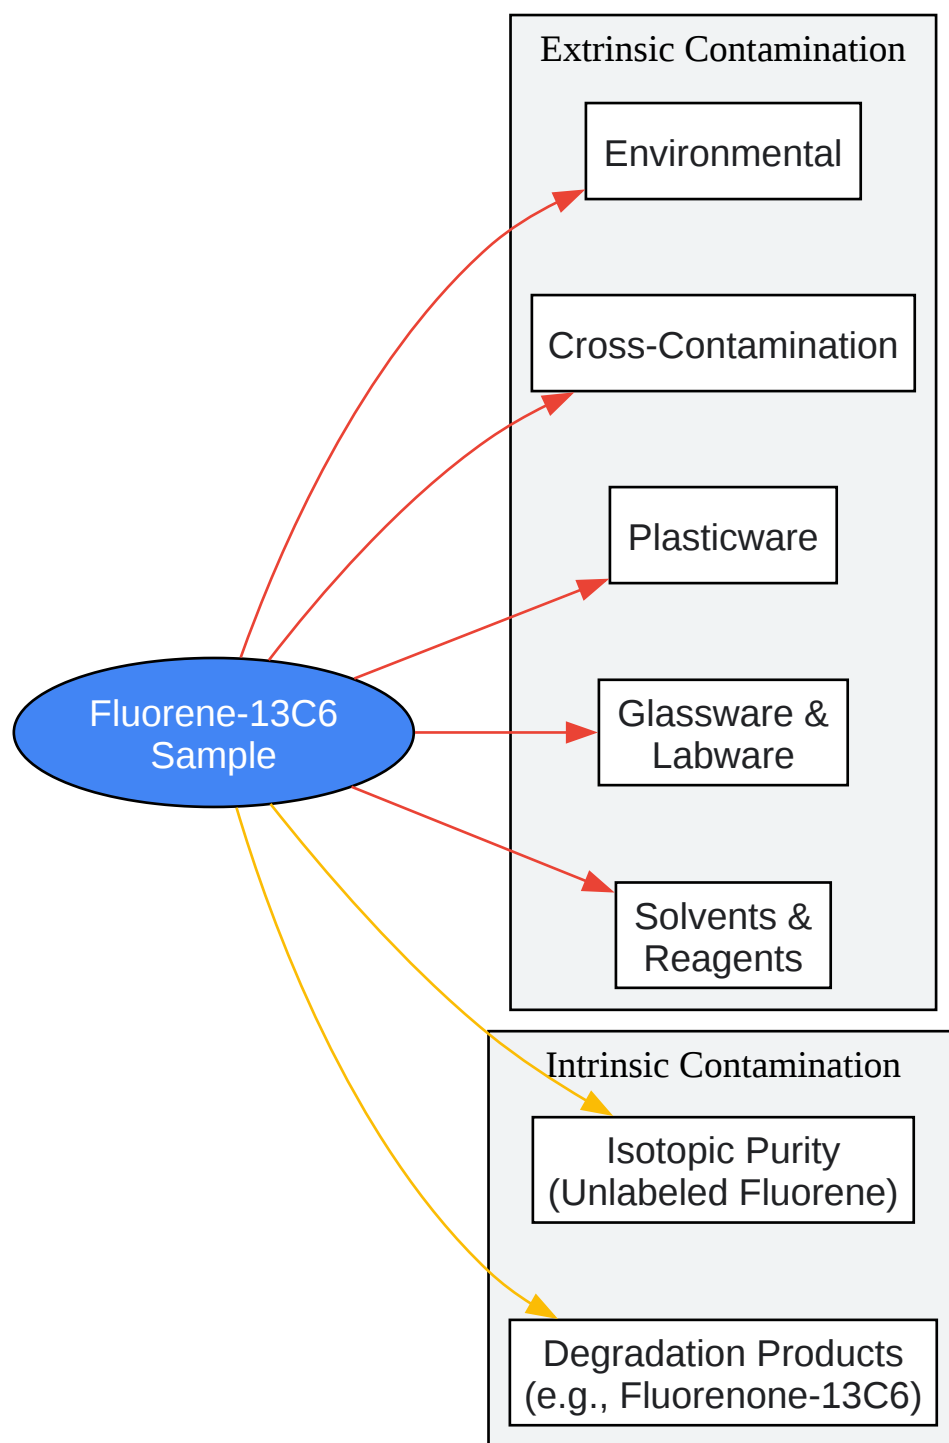 Extrinsic Contamination
Environmental
Cross-Contamination
Plasticware
Fluorene-13C6
Sample
Glassware &
Labware
Solvents &
Reagents
Intrinsic Contamination
Isotopic Purity
(Unlabeled Fluorene)
Degradation Products
(e.g., Fluorenone-13C6)